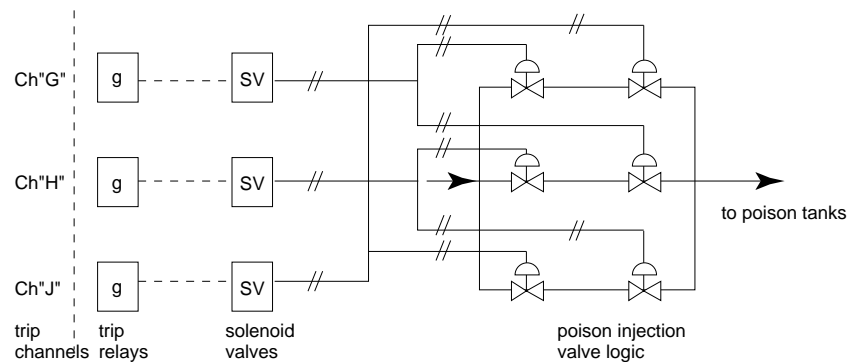 Ch"G"
g
SV
Ch"H"
g
SV
to poison tanks
Ch"J"
g
SV
trip
channels
trip
relays
solenoid
valves
poison injection
valve logic